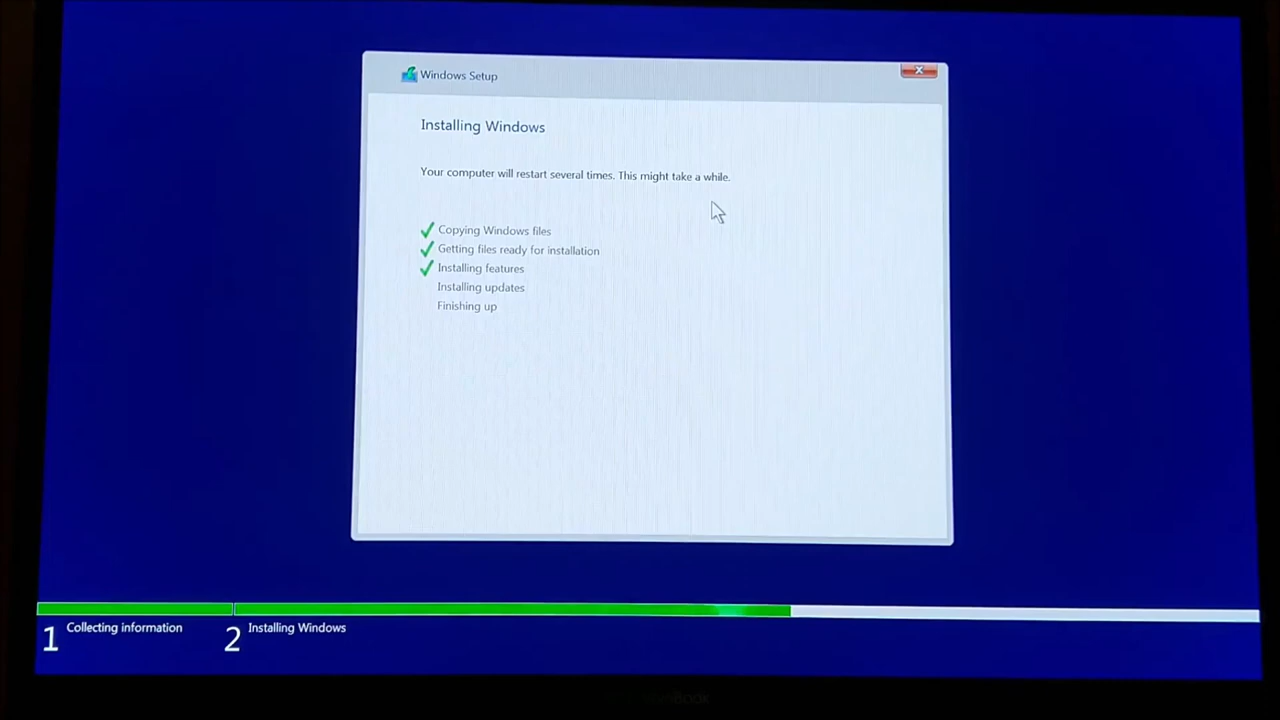 Windows Setup
Installing Windows
Your computer will restart several times. This might take a while.
Copying Windows files
Getting files ready for installation
Installing features
Installing updates
Finishing up
1 Collecting information
2 Installing Windows